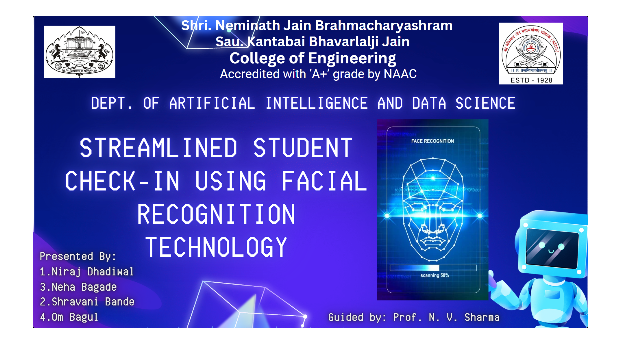 Shri. Neminath Jain Brahmacharyashram
Sau. Kantabai Bhavarlalji Jain
College of Engineering
Accredited with 'A+' grade by NAAC
ESTD - 1928
DEPT. OF ARTIFICIAL INTELLIGENCE AND DATA SCIENCE
STREAMLINED STUDENT
CHECK-IN USING FACIAL
RECOGNITION
TECHNOLOGY
FACE RECOGNITION
scanning 50%
Presented By:
1.Niraj Dhadiwal
3.Neha Bagade
2.Shravani Bande
4.Om Bagul
Guided by: Prof. N. V. Sharma